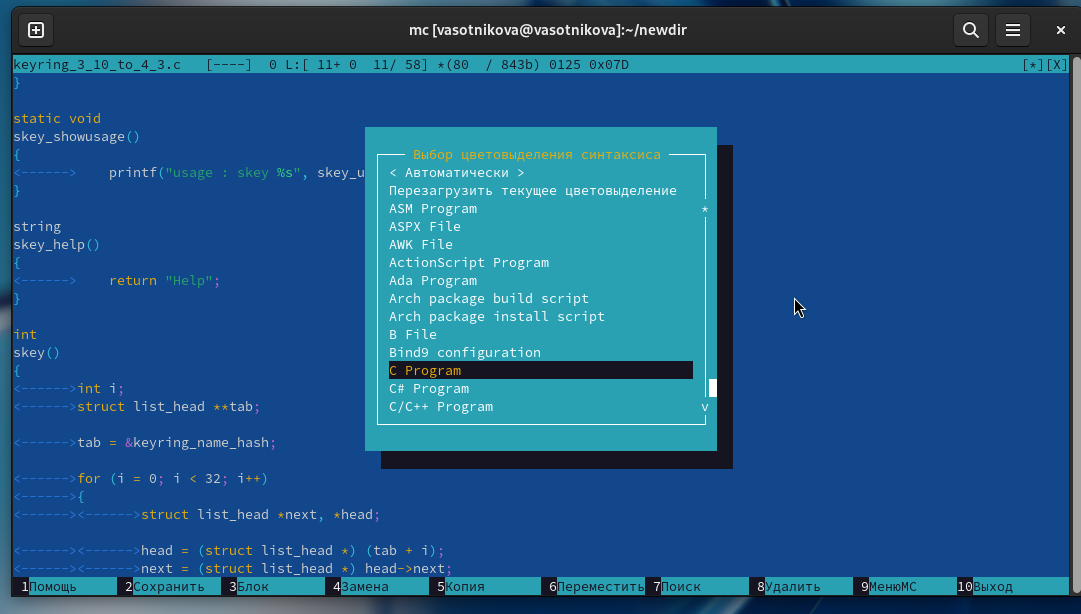 mc [vasotnikova@vasotnikova]:~/newdir
keyring_3_10_to_4_3.c [----] 0 L:[ 11+ 0 11/ 58] *(80 / 843b) 0125 0x07D [*][X]
}
static void
skey_showusage()
{
<------> printf("usage : skey %s", skey_u
}
string
skey_help()
{
<------> return "Help";
}
int
skey()
{
<------>int i;
<------>struct list_head **tab;
<------>tab = &keyring_name_hash;
<------>for (i = 0; i < 32; i++)
<------>{
<------><------>struct list_head *next, *head;
<------><------>head = (struct list_head *) (tab + i);
<------><------>next = (struct list_head *) head->next;
Выбор цветовыделения синтаксиса
< Автоматически >
Перезагрузить текущее цветовыделение
ASM Program
ASPX File
AWK File
ActionScript Program
Ada Program
Arch package build script
Arch package install script
B File
Bind9 configuration
C Program
C# Program
C/C++ Program
1Помощь 2Сохранить 3Блок 4Замена 5Копия 6Переместить 7Поиск 8Удалить 9МенюMC 10Выход